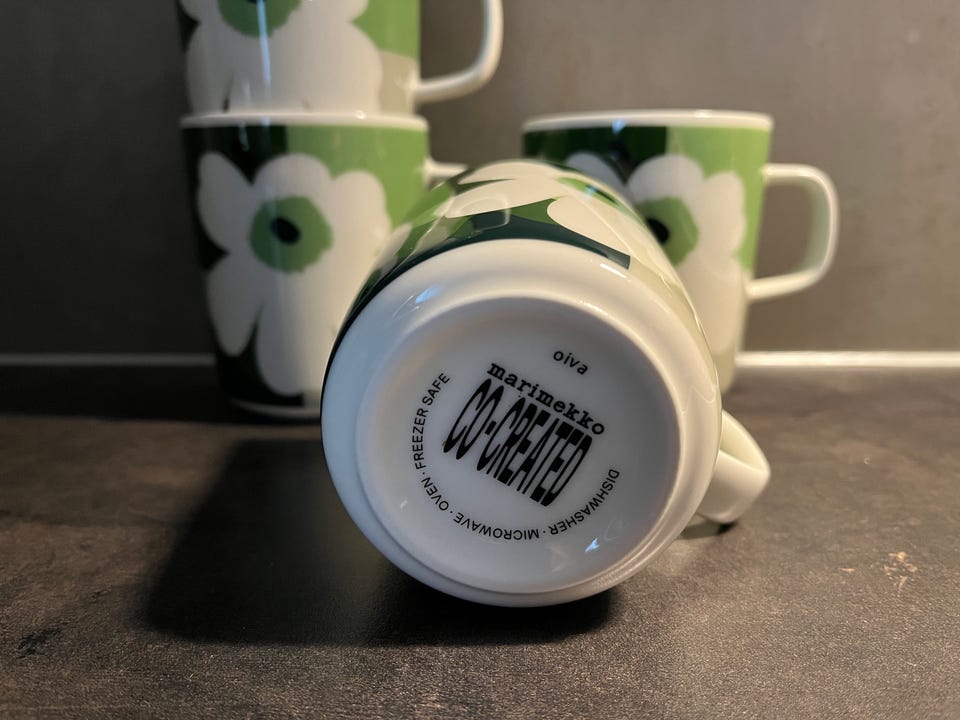 oiva
marimekko
CO-CREATED
DISHWASHER · MICROWAVE · OVEN · FREEZER SAFE